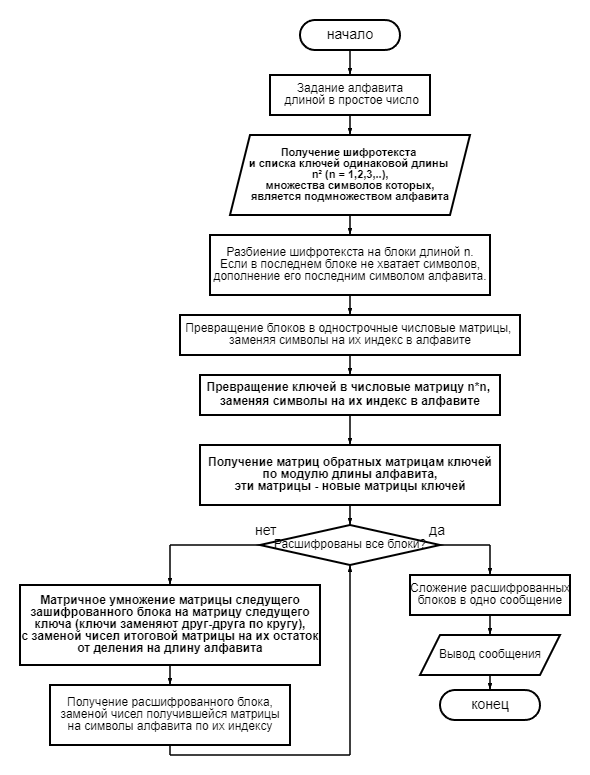 начало
Задание алфавита
длиной в простое число
Получение шифротекста
и списка ключей одинаковой длины
n² (n = 1,2,3,..),
множества символов которых,
является подмножеством алфавита
Разбиение шифротекста на блоки длиной n.
Если в последнем блоке не хватает символов,
дополнение его последним символом алфавита.
Превращение блоков в однострочные числовые матрицы,
заменяя символы на их индекс в алфавите
Превращение ключей в числовые матрицу n*n,
заменяя символы на их индекс в алфавите
Получение матриц обратных матрицам ключей
по модулю длины алфавита,
эти матрицы - новые матрицы ключей
нет
Расшифрованы все блоки?
да
Матричное умножение матрицы следущего
зашифрованного блока на матрицу следущего
ключа (ключи заменяют друг-друга по кругу),
с заменой чисел итоговой матрицы на их остаток
от деления на длину алфавита
Получение расшифрованного блока,
заменой чисел получившейся матрицы
на символы алфавита по их индексу
Сложение расшифрованных
блоков в одно сообщение
Вывод сообщения
конец